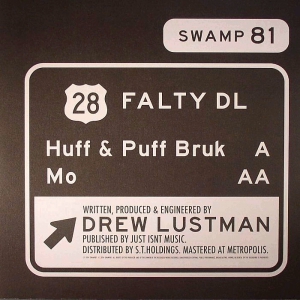 SWAMP 81
28 FALTY DL
Huff & Puff Bruk A
Mo AA
WRITTEN, PRODUCED & ENGINEERED BY
DREW LUSTMAN
PUBLISHED BY JUST ISNT MUSIC.
DISTRIBUTED BY S.T.HOLDINGS. MASTERED AT METROPOLIS.